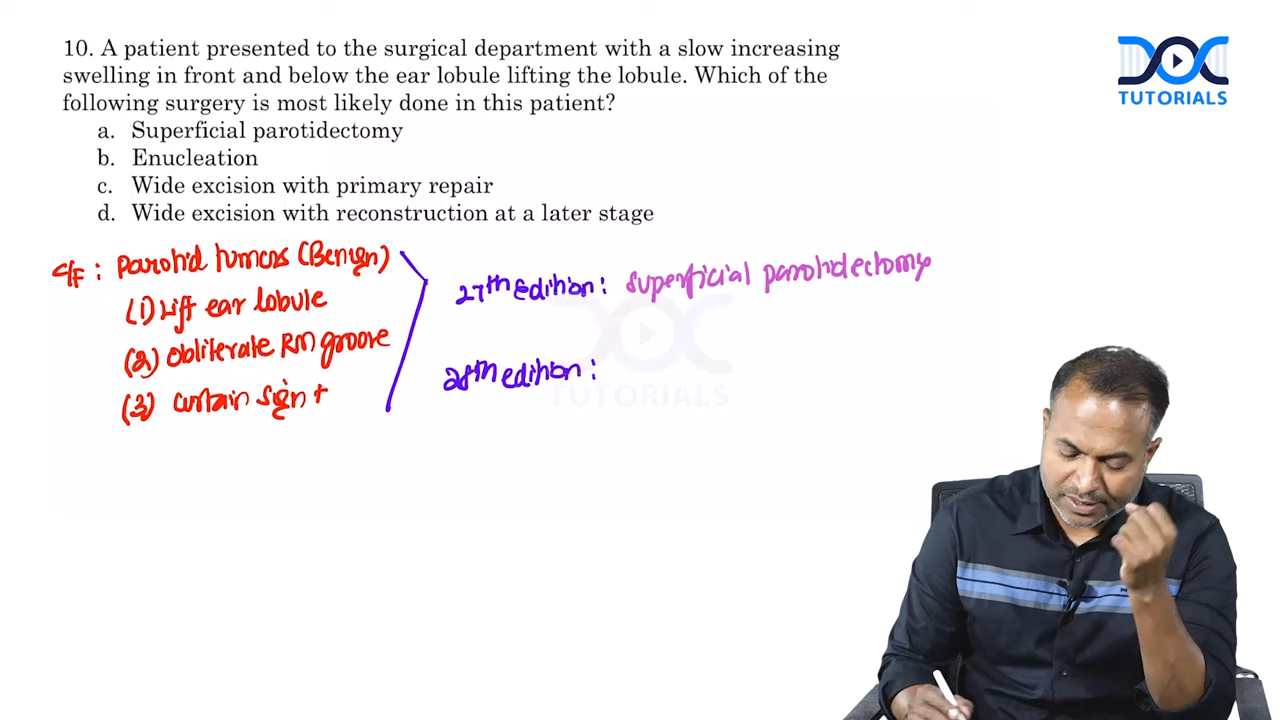 10. A patient presented to the surgical department with a slow increasing
swelling in front and below the ear lobule lifting the lobule. Which of the
following surgery is most likely done in this patient?
a. Superficial parotidectomy
b. Enucleation
c. Wide excision with primary repair
d. Wide excision with reconstruction at a later stage
DOC
TUTORIALS
C/F : Parotid tumors (Benign)
(1) Lift ear lobule
(2) Obliterate RM groove
(3) curtain sign +
27th Edition : Superficial parotidectomy
28th edition :
DOC
TUTORIALS